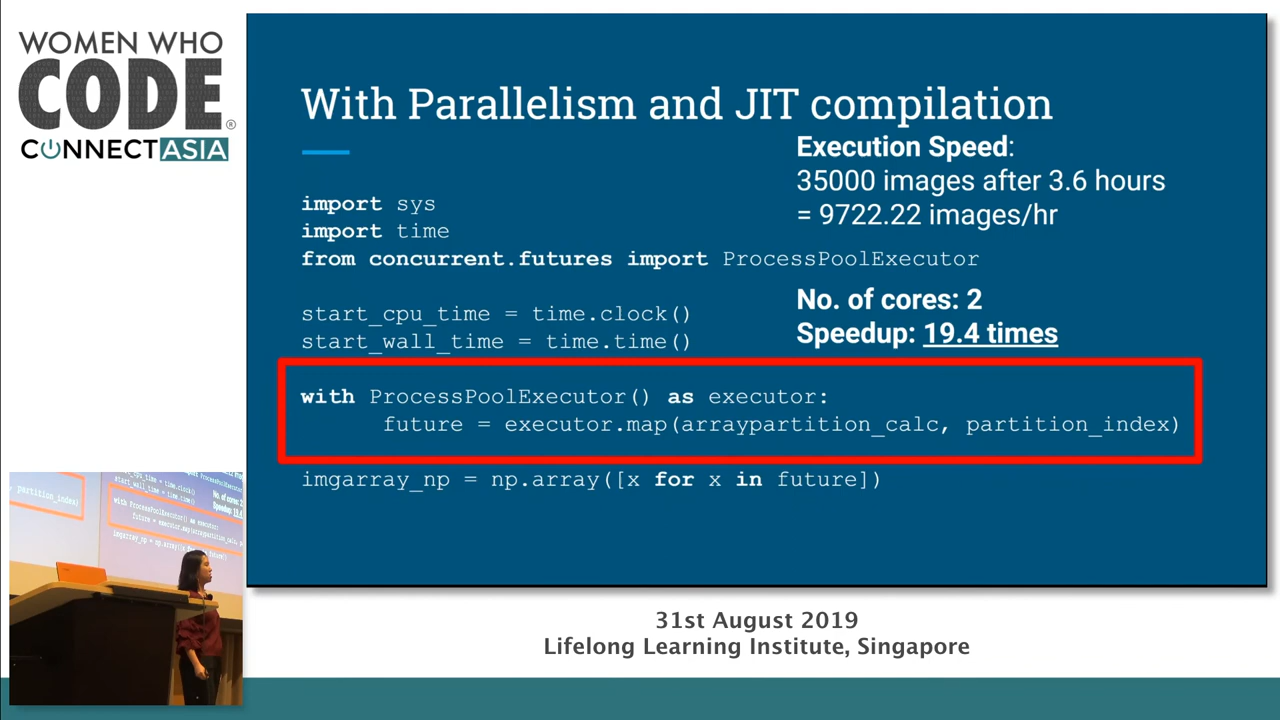 WOMEN WHO
CODE®
CONNECT ASIA
With Parallelism and JIT compilation
Execution Speed:
35000 images after 3.6 hours
= 9722.22 images/hr
import sys
import time
from concurrent.futures import ProcessPoolExecutor
No. of cores: 2
Speedup: 19.4 times
start_cpu_time = time.clock()
start_wall_time = time.time()
with ProcessPoolExecutor() as executor:
future = executor.map(arraypartition_calc, partition_index)
imgarray_np = np.array([x for x in future])
31st August 2019
Lifelong Learning Institute, Singapore